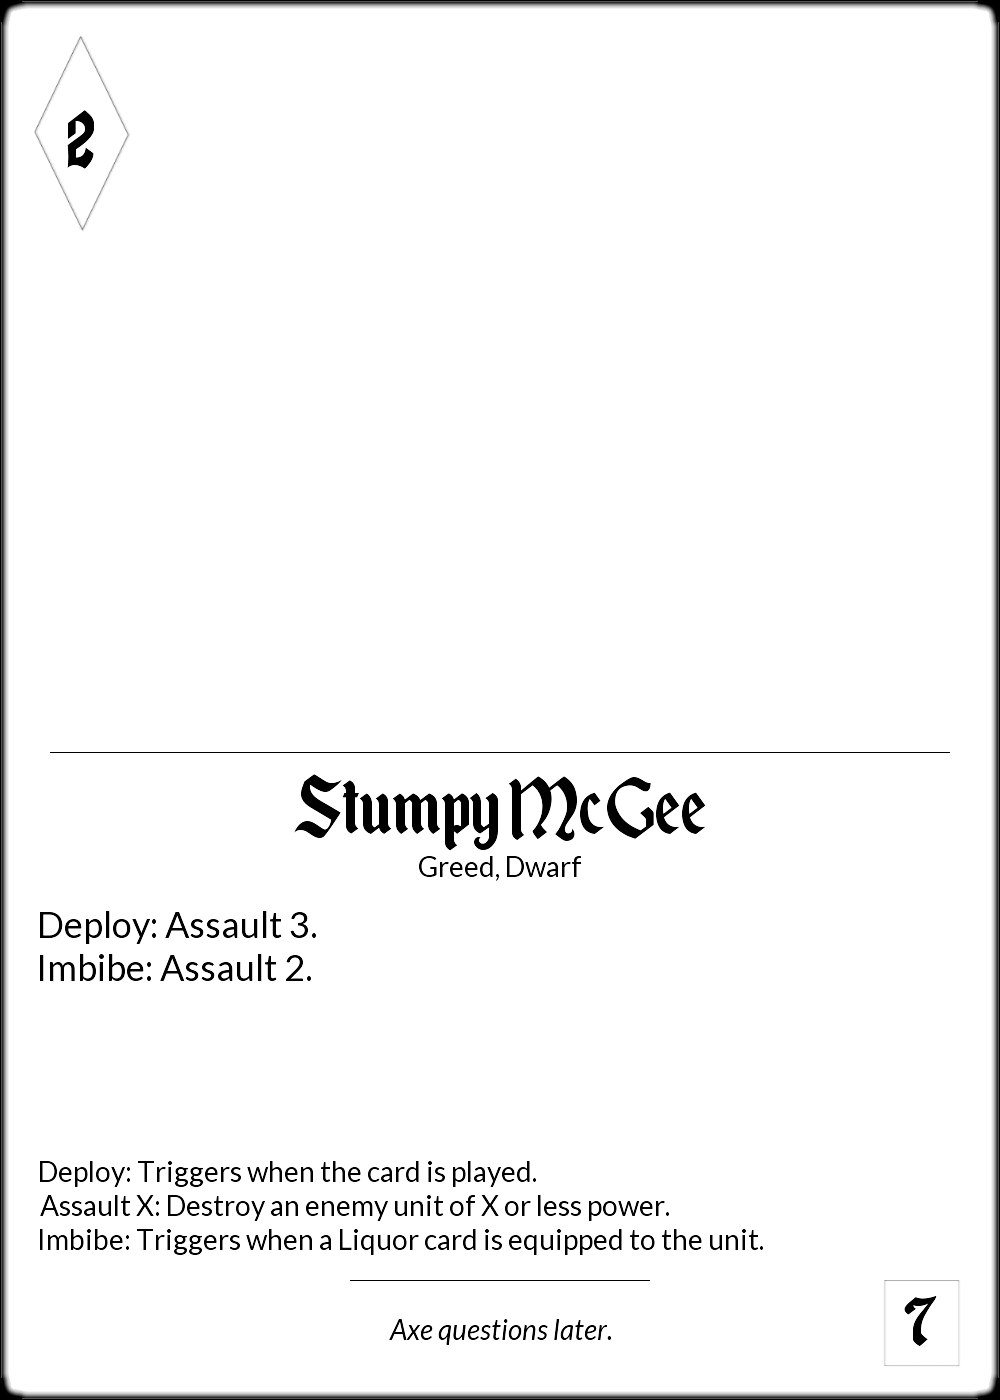 2
Stumpy McGee
Greed, Dwarf
Deploy: Assault 3.
Imbibe: Assault 2.
Deploy: Triggers when the card is played.
Assault X: Destroy an enemy unit of X or less power.
Imbibe: Triggers when a Liquor card is equipped to the unit.
Axe questions later.
7